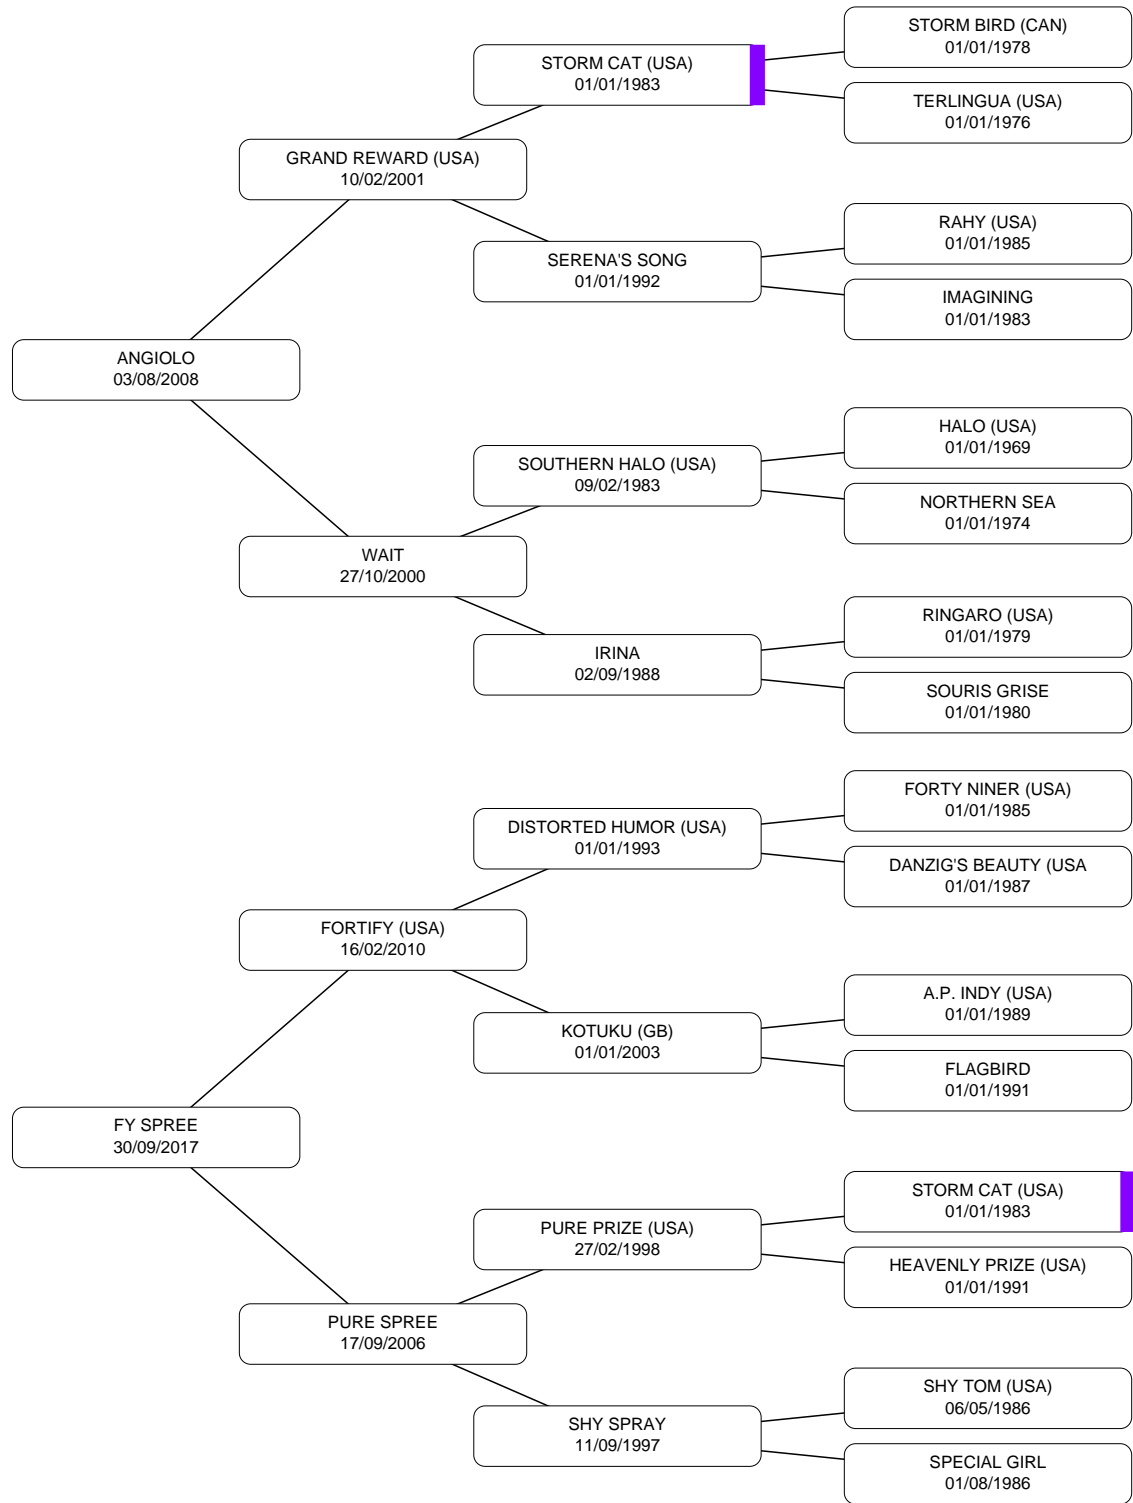 STORM BIRD (CAN)
01/01/1978
STORM CAT (USA)
01/01/1983
TERLINGUA (USA)
01/01/1976
GRAND REWARD (USA)
10/02/2001
RAHY (USA)
01/01/1985
SERENA'S SONG
01/01/1992
IMAGINING
01/01/1983
ANGIOLO
03/08/2008
HALO (USA)
01/01/1969
SOUTHERN HALO (USA)
09/02/1983
NORTHERN SEA
01/01/1974
WAIT
27/10/2000
RINGARO (USA)
01/01/1979
IRINA
02/09/1988
SOURIS GRISE
01/01/1980
FORTY NINER (USA)
01/01/1985
DISTORTED HUMOR (USA)
01/01/1993
DANZIG'S BEAUTY (USA
01/01/1987
FORTIFY (USA)
16/02/2010
A.P. INDY (USA)
01/01/1989
KOTUKU (GB)
01/01/2003
FLAGBIRD
01/01/1991
FY SPREE
30/09/2017
STORM CAT (USA)
01/01/1983
PURE PRIZE (USA)
27/02/1998
HEAVENLY PRIZE (USA)
01/01/1991
PURE SPREE
17/09/2006
SHY TOM (USA)
06/05/1986
SHY SPRAY
11/09/1997
SPECIAL GIRL
01/08/1986